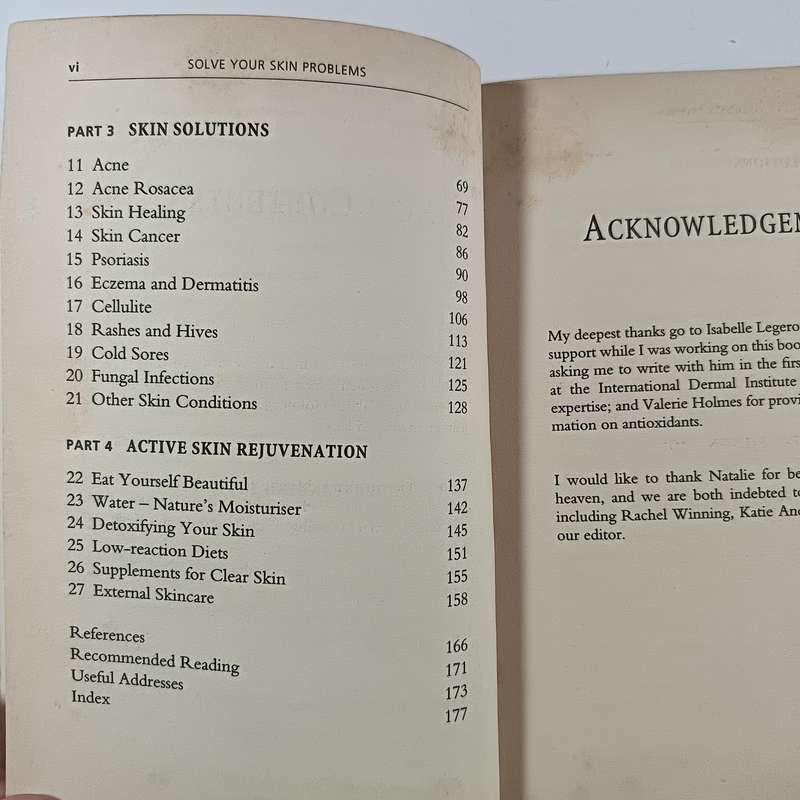 vi SOLVE YOUR SKIN PROBLEMS
PART 3 SKIN SOLUTIONS
11 Acne 69
12 Acne Rosacea 77
13 Skin Healing 82
14 Skin Cancer 86
15 Psoriasis 90
16 Eczema and Dermatitis 98
17 Cellulite 106
18 Rashes and Hives 113
19 Cold Sores 121
20 Fungal Infections 125
21 Other Skin Conditions 128
PART 4 ACTIVE SKIN REJUVENATION
22 Eat Yourself Beautiful 137
23 Water – Nature's Moisturiser 142
24 Detoxifying Your Skin 145
25 Low-reaction Diets 151
26 Supplements for Clear Skin 155
27 External Skincare 158
References 166
Recommended Reading 171
Useful Addresses 173
Index 177
ACKNOWLEDGEM
My deepest thanks go to Isabelle Legero
support while I was working on this boo
asking me to write with him in the firs
at the International Dermal Institute
expertise; and Valerie Holmes for provi
mation on antioxidants.
I would like to thank Natalie for be
heaven, and we are both indebted to
including Rachel Winning, Katie And
our editor.